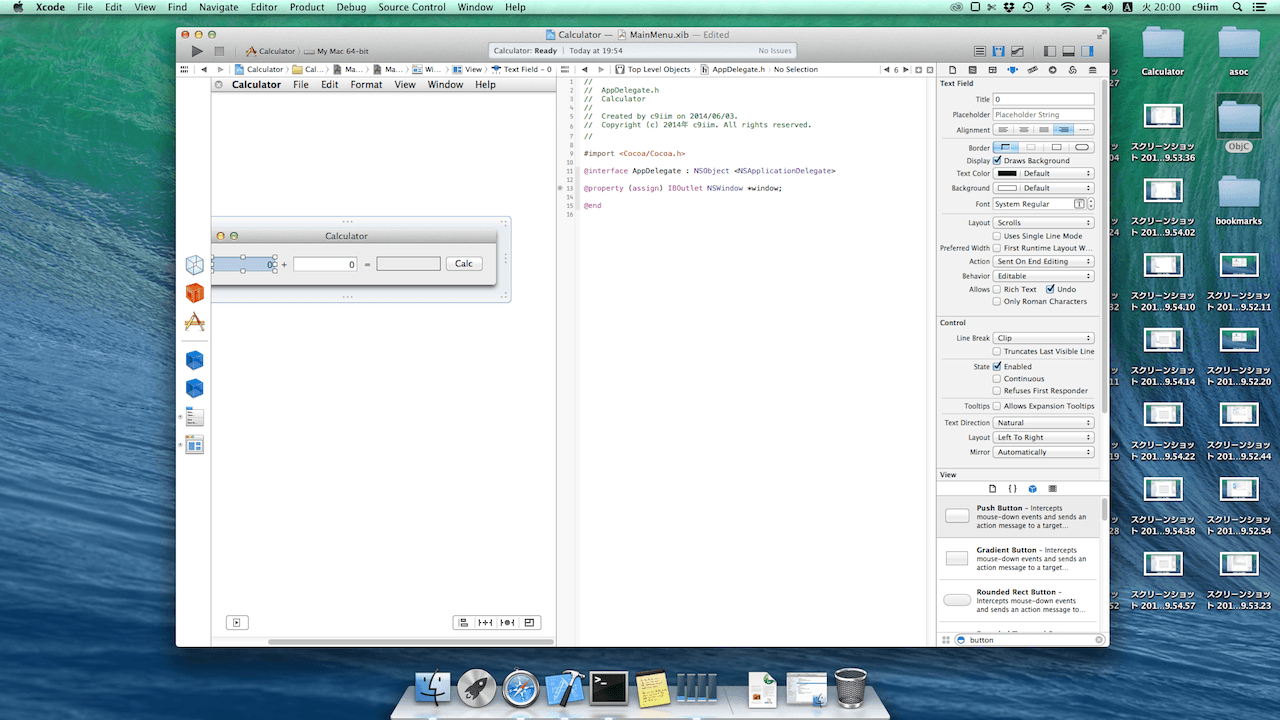 Xcode File Edit View Find Navigate Editor Product Debug Source Control Window Help
火 20:00 c9iim
Calculator — MainMenu.xib — Edited
Calculator My Mac 64-bit
Calculator: Ready Today at 19:54 No Issues
Calculator Cal... Ma... Ma... Wi... View Text Field – 0
Top Level Objects AppDelegate.h No Selection
6
Calculator File Edit Format View Window Help
Calculator
0 + 0 = Calc
1 //
2 // AppDelegate.h
3 // Calculator
4 //
5 // Created by c9iim on 2014/06/03.
6 // Copyright (c) 2014年 c9iim. All rights reserved.
7 //
8
9 #import <Cocoa/Cocoa.h>
10
11 @interface AppDelegate : NSObject <NSApplicationDelegate>
12
13 @property (assign) IBOutlet NSWindow *window;
14
15 @end
16
Text Field
Title 0
Placeholder Placeholder String
Alignment
Border
Display Draws Background
Text Color Default
Background Default
Font System Regular T
Layout Scrolls
Uses Single Line Mode
Preferred Width First Runtime Layout W...
Action Sent On End Editing
Behavior Editable
Allows Rich Text Undo
Only Roman Characters
Control
Line Break Clip
Truncates Last Visible Line
State Enabled
Continuous
Refuses First Responder
Tooltips Allows Expansion Tooltips
Text Direction Natural
Layout Left To Right
Mirror Automatically
View
Push Button – Intercepts
mouse-down events and sends an
action message to a target...
Gradient Button – Intercepts
mouse-down events and sends an
action message to a target...
Rounded Rect Button –
Intercepts mouse-down events
and sends an action message to...
button
Calculator
asoc
スクリーンショッ
ト 201...9.53.36
ObjC
スクリーンショッ
ト 201...9.54.02
bookmarks
スクリーンショッ
ト 201...9.54.10
スクリーンショッ
ト 201...9.52.11
スクリーンショッ
ト 201...9.54.14
スクリーンショッ
ト 201...9.52.20
スクリーンショッ
ト 201...9.54.22
スクリーンショッ
ト 201...9.52.44
スクリーンショッ
ト 201...9.54.38
スクリーンショッ
ト 201...9.52.54
スクリーンショッ
ト 201...9.54.57
スクリーンショッ
ト 201...9.53.23